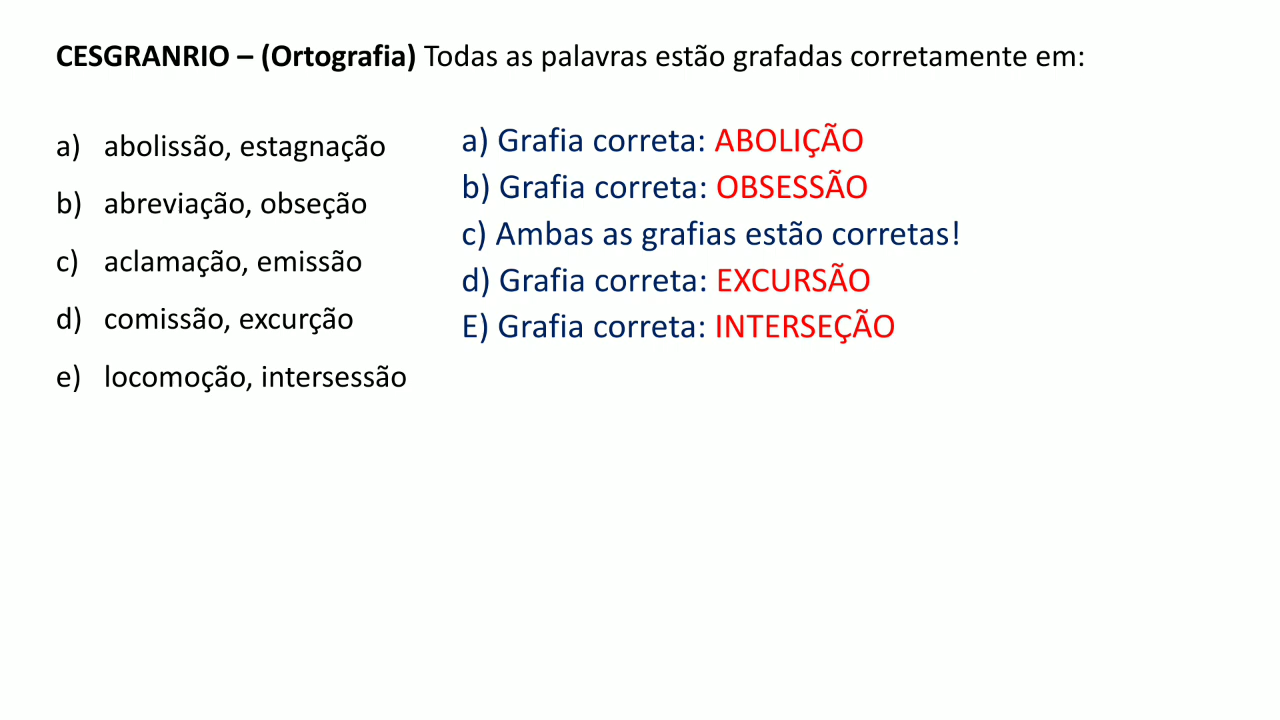 CESGRANRIO – (Ortografia) Todas as palavras estão grafadas corretamente em:
a) abolissão, estagnação
b) abreviação, obseção
c) aclamação, emissão
d) comissão, excurção
e) locomoção, intersessão
a) Grafia correta: ABOLIÇÃO
b) Grafia correta: OBSESSÃO
c) Ambas as grafias estão corretas!
d) Grafia correta: EXCURSÃO
E) Grafia correta: INTERSEÇÃO